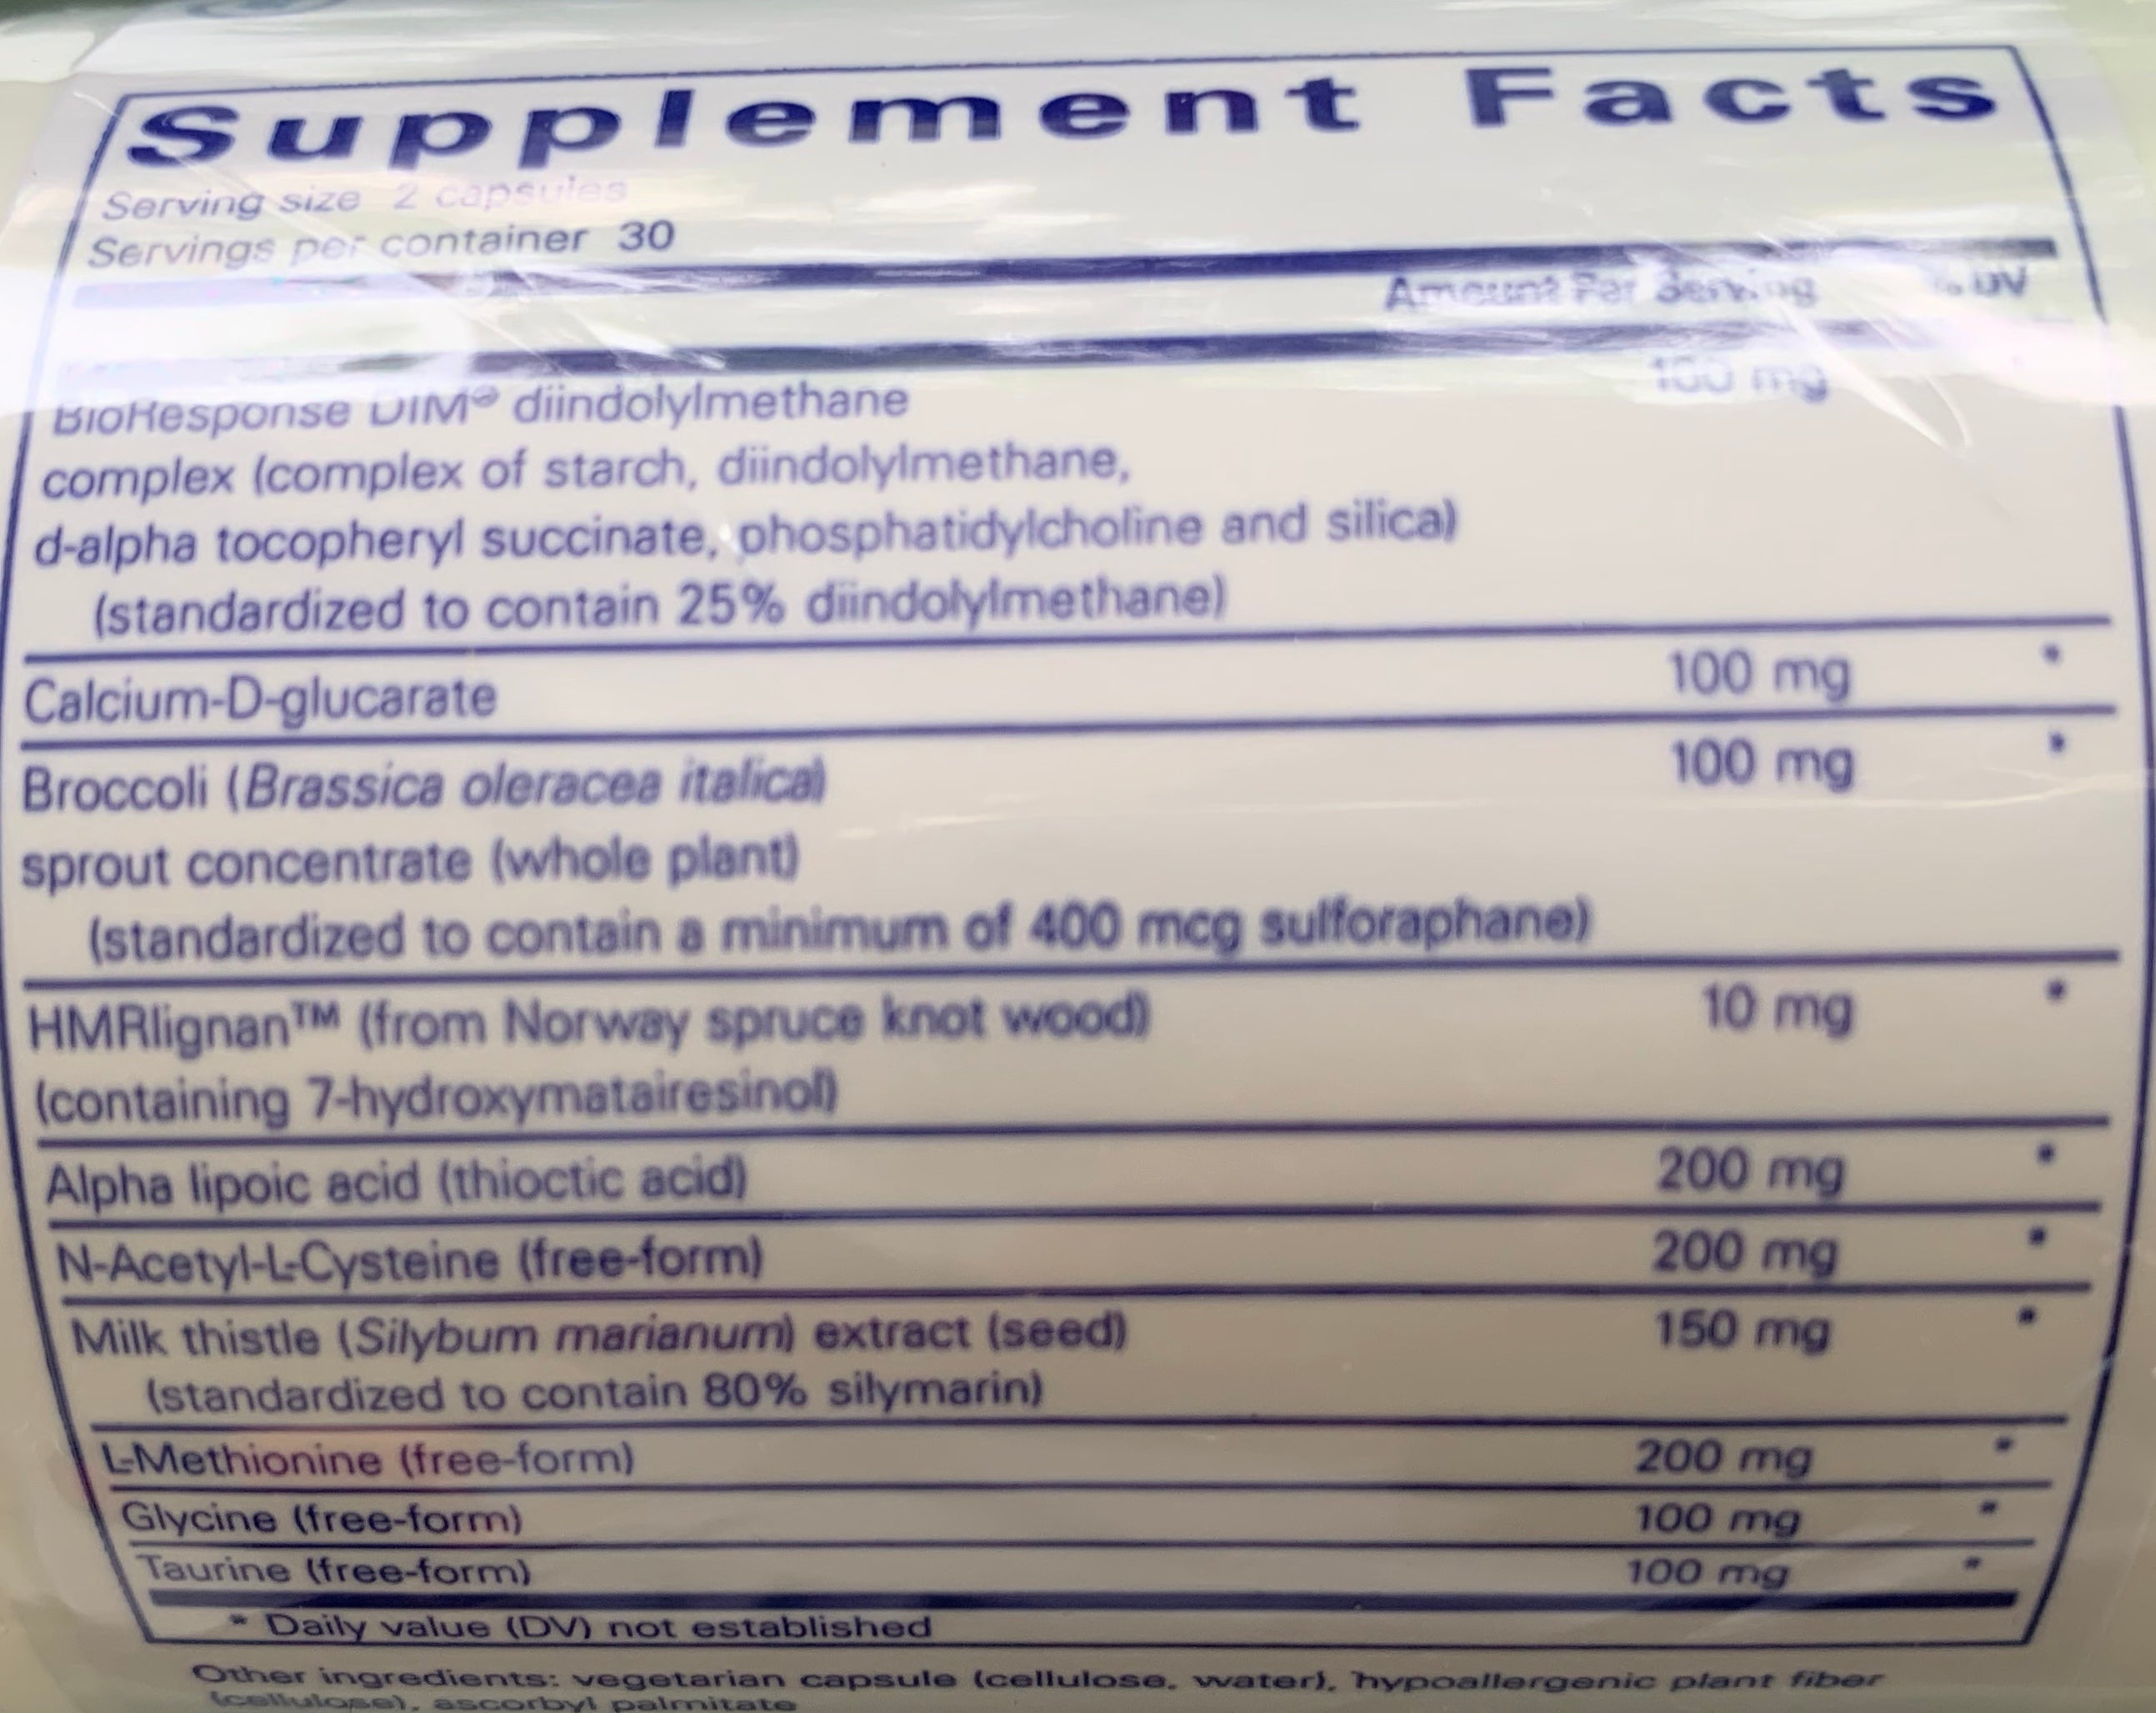 Supplement Facts
Serving size 2 capsules
Servings per container 30
Amount Per Serving % DV
BioResponse DIM® diindolylmethane 100 mg
complex (complex of starch, diindolylmethane,
d-alpha tocopheryl succinate, phosphatidylcholine and silica)
(standardized to contain 25% diindolylmethane)
Calcium-D-glucarate 100 mg *
Broccoli (Brassica oleracea italica) 100 mg *
sprout concentrate (whole plant)
(standardized to contain a minimum of 400 mcg sulforaphane)
HMRlignan™ (from Norway spruce knot wood) 10 mg *
(containing 7-hydroxymatairesinol)
Alpha lipoic acid (thioctic acid) 200 mg *
N-Acetyl-L-Cysteine (free-form) 200 mg *
Milk thistle (Silybum marianum) extract (seed) 150 mg *
(standardized to contain 80% silymarin)
L-Methionine (free-form) 200 mg *
Glycine (free-form) 100 mg *
Taurine (free-form) 100 mg *
* Daily value (DV) not established
Other ingredients: vegetarian capsule (cellulose, water), hypoallergenic plant fiber
(cellulose), ascorbyl palmitate